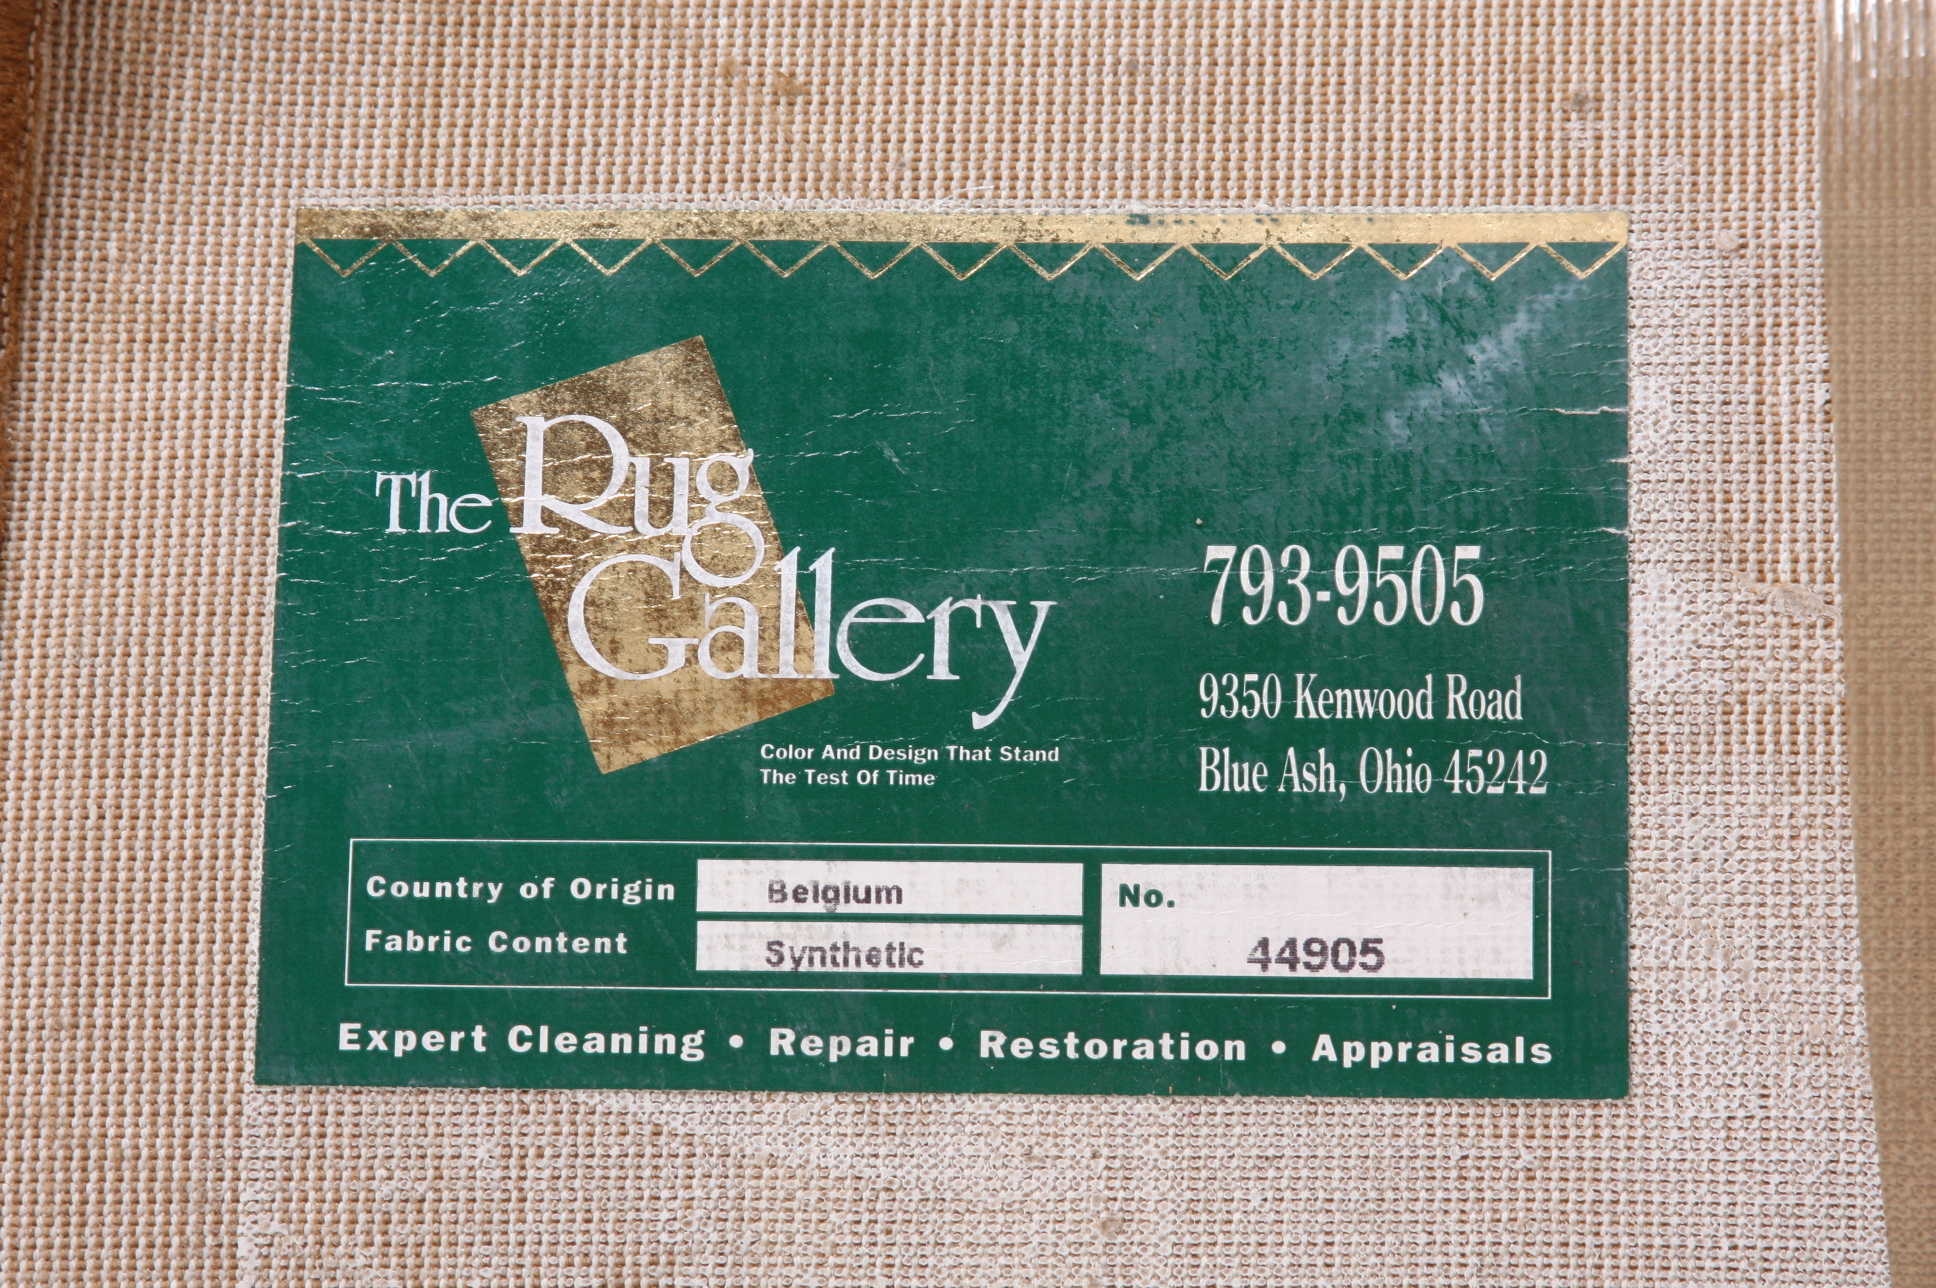 The Rug
Gallery
Color And Design That Stand
The Test Of Time
793-9505
9350 Kenwood Road
Blue Ash, Ohio 45242
Country of Origin Belgium
Fabric Content Synthetic
No.
44905
Expert Cleaning • Repair • Restoration • Appraisals